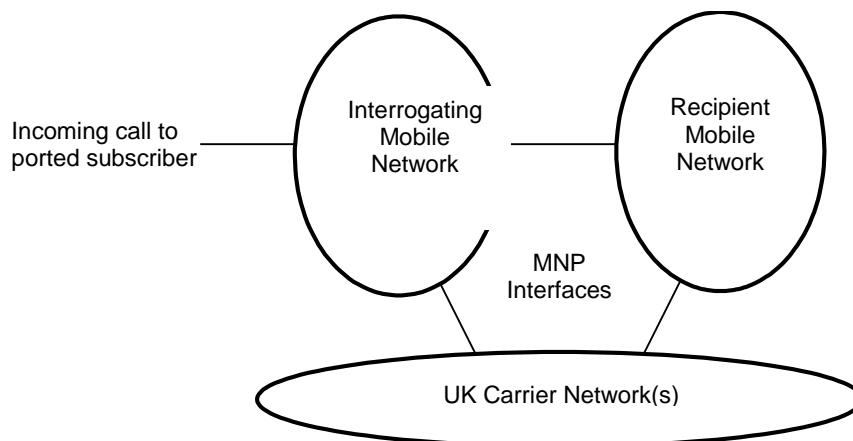 Incoming call to
ported subscriber
Interrogating
Mobile
Network
Recipient
Mobile
Network
MNP
Interfaces
UK Carrier Network(s)